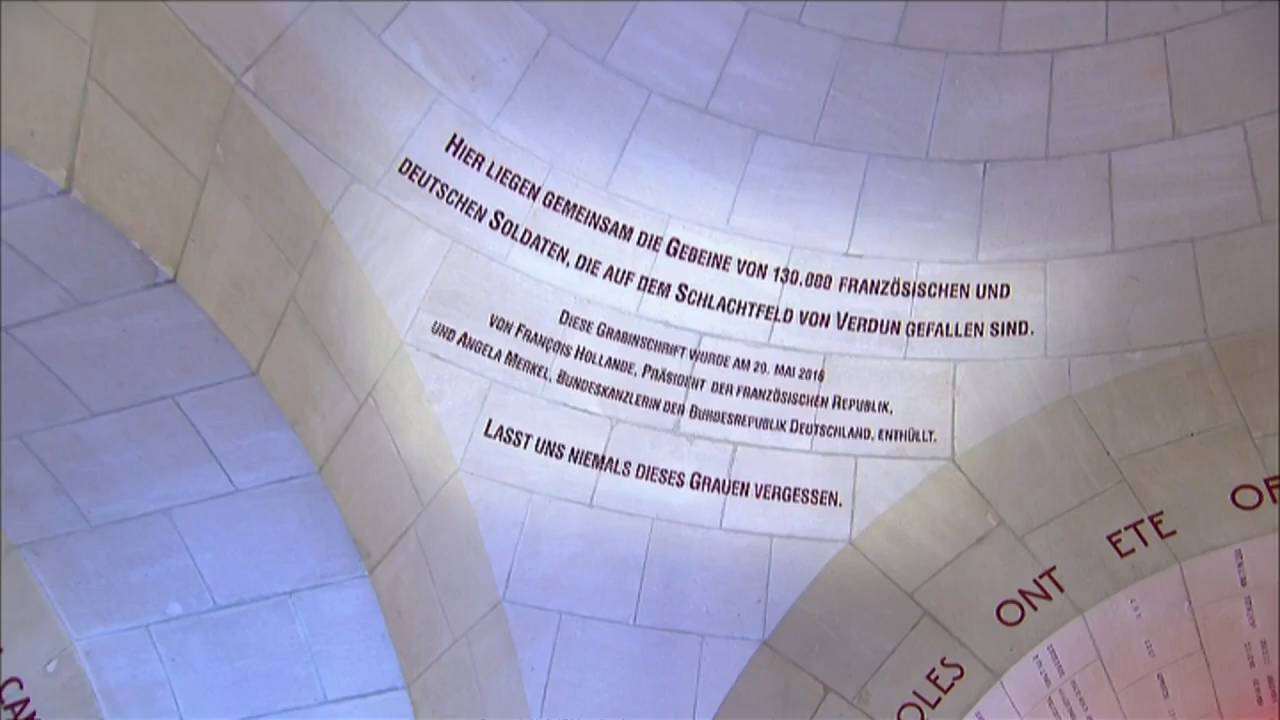 HIER LIEGEN GEMEINSAM DIE GEBEINE VON 130.000 FRANZÖSISCHEN UND
DEUTSCHEN SOLDATEN, DIE AUF DEM SCHLACHTFELD VON VERDUN GEFALLEN SIND.
DIESE GRABINSCHRIFT WURDE AM 29. MAI 2016
VON FRANÇOIS HOLLANDE, PRÄSIDENT DER FRANZÖSISCHEN REPUBLIK,
UND ANGELA MERKEL, BUNDESKANZLERIN DER BUNDESREPUBLIK DEUTSCHLAND, ENTHÜLLT.
LASST UNS NIEMALS DIESES GRAUEN VERGESSEN.
OLES ONT ETE OF
CAN